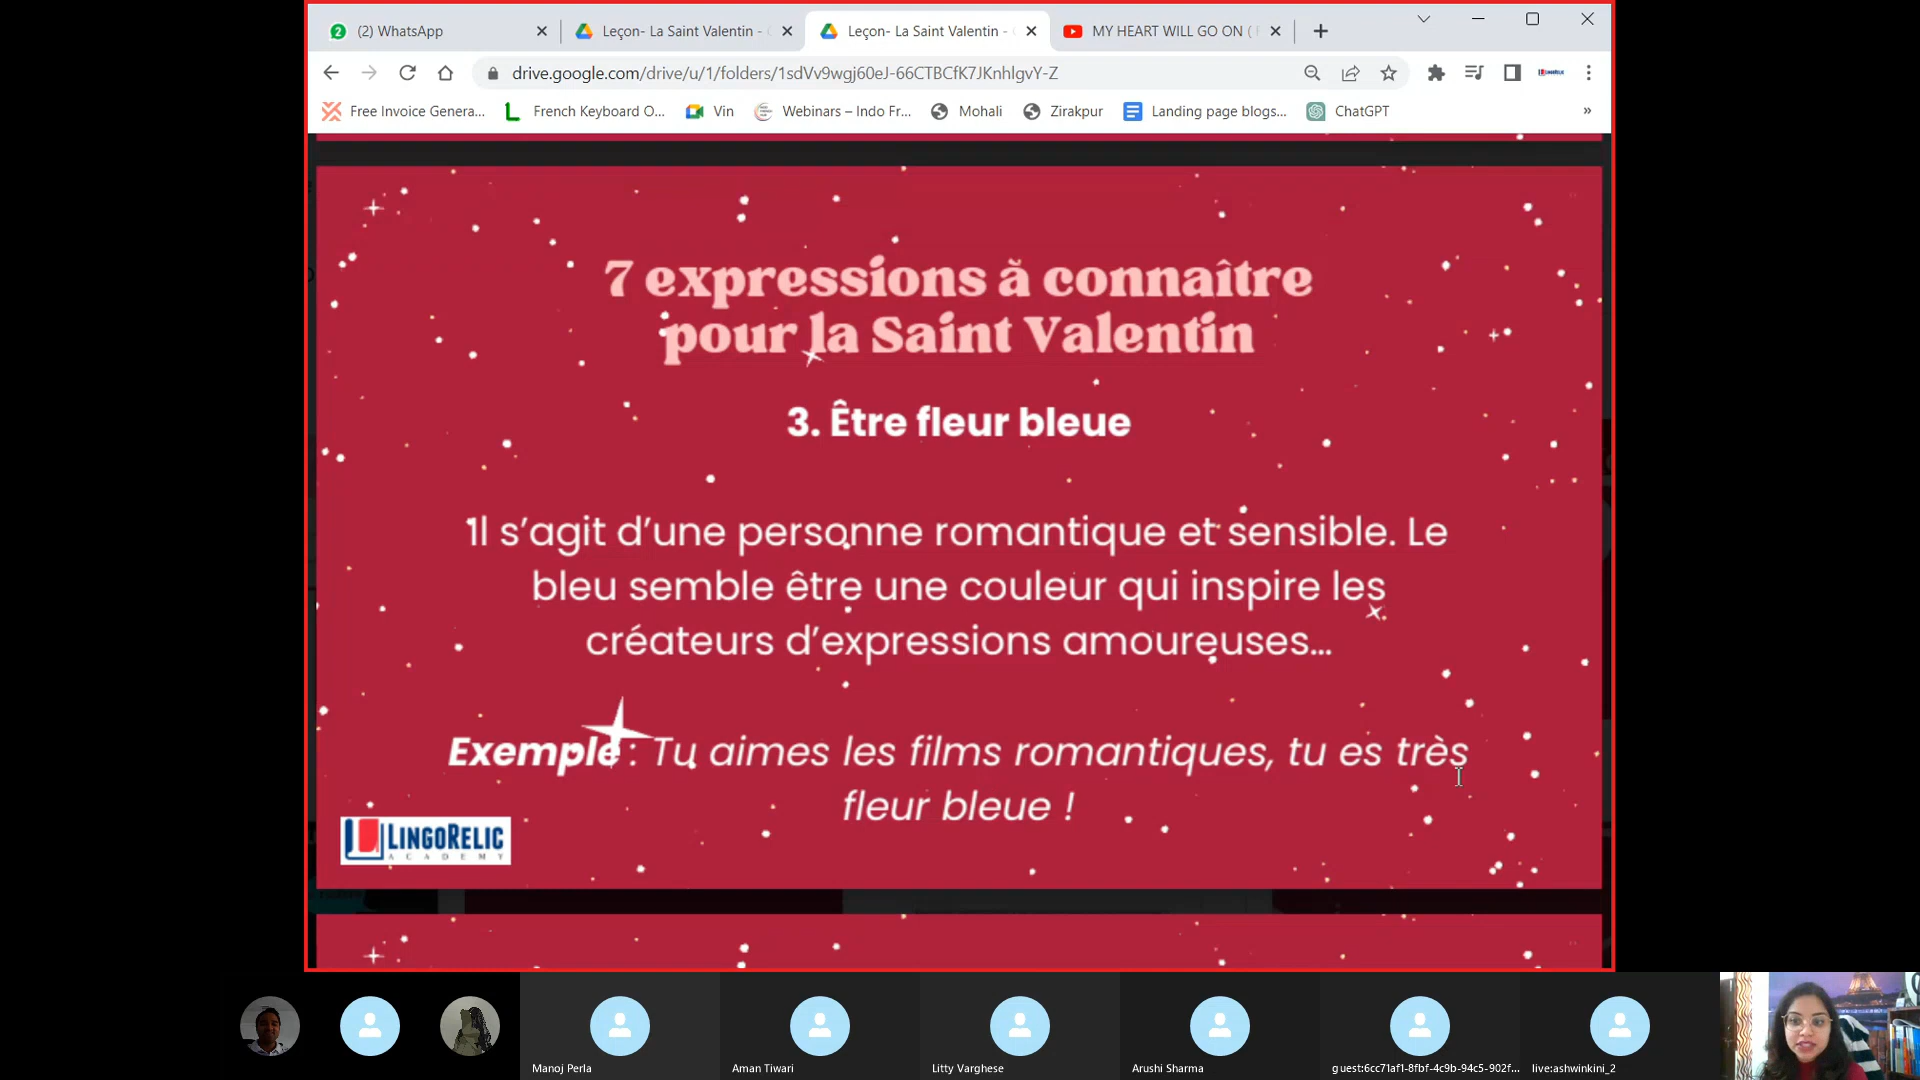 2 (2) WhatsApp
Leçon- La Saint Valentin -
Leçon- La Saint Valentin -
MY HEART WILL GO ON (
drive.google.com/drive/u/1/folders/1sdVv9wgj60eJ-66CTBCfK7JKnhlgvY-Z
Free Invoice Genera...
French Keyboard O...
Vin
Webinars – Indo Fr...
Mohali
Zirakpur
Landing page blogs...
ChatGPT
»
7 expressions à connaître
pour la Saint Valentin
3. Être fleur bleue
Il s’agit d’une personne romantique et sensible. Le
bleu semble être une couleur qui inspire les
créateurs d’expressions amoureuses...
Exemple : Tu aimes les films romantiques, tu es très
fleur bleue !
LINGORELIC
ACADEMY
Manoj Perla
Aman Tiwari
Litty Varghese
Arushi Sharma
guest:6cc71af1-8fbf-4c9b-94c5-902f...
live:ashwinkini_2